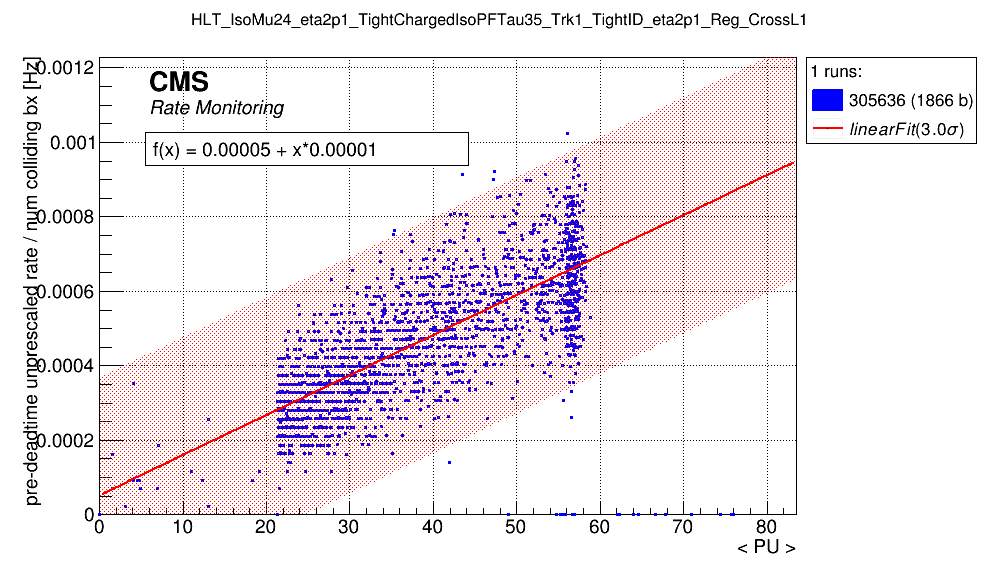 HLT_IsoMu24_eta2p1_TightChargedIsoPFTau35_Trk1_TightID_eta2p1_Reg_CrossL1
pre-deadtime unprescaled rate / num colliding bx [Hz]
0.0012
0.001
0.0008
0.0006
0.0004
0.0002
0
CMS
Rate Monitoring
f(x) = 0.00005 + x*0.00001
0 10 20 30 40 50 60 70 80
< PU >
1 runs:
305636 (1866 b)
linearFit(3.0σ)